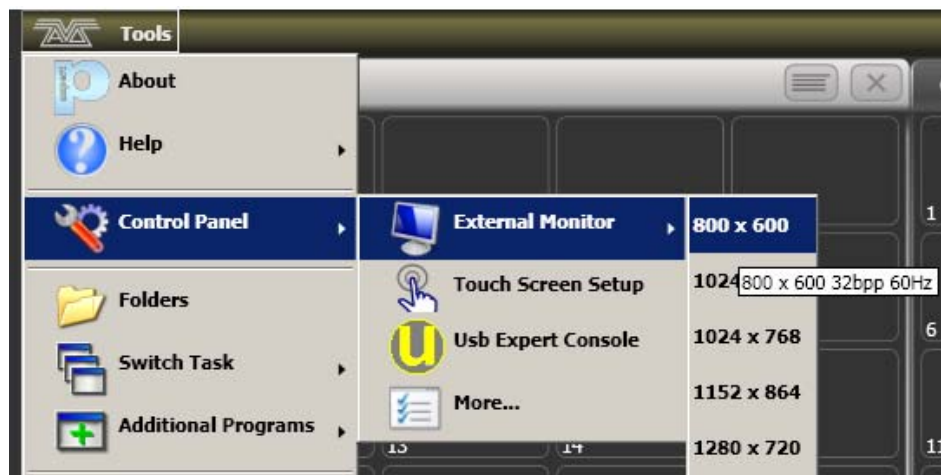 Tools
About
Help
Control Panel
External Monitor
800 x 600
1
Touch Screen Setup
1024
800 x 600 32bpp 60Hz
Folders
Usb Expert Console
1024 x 768
6
Switch Task
More...
1152 x 864
Additional Programs
13
14
1280 x 720